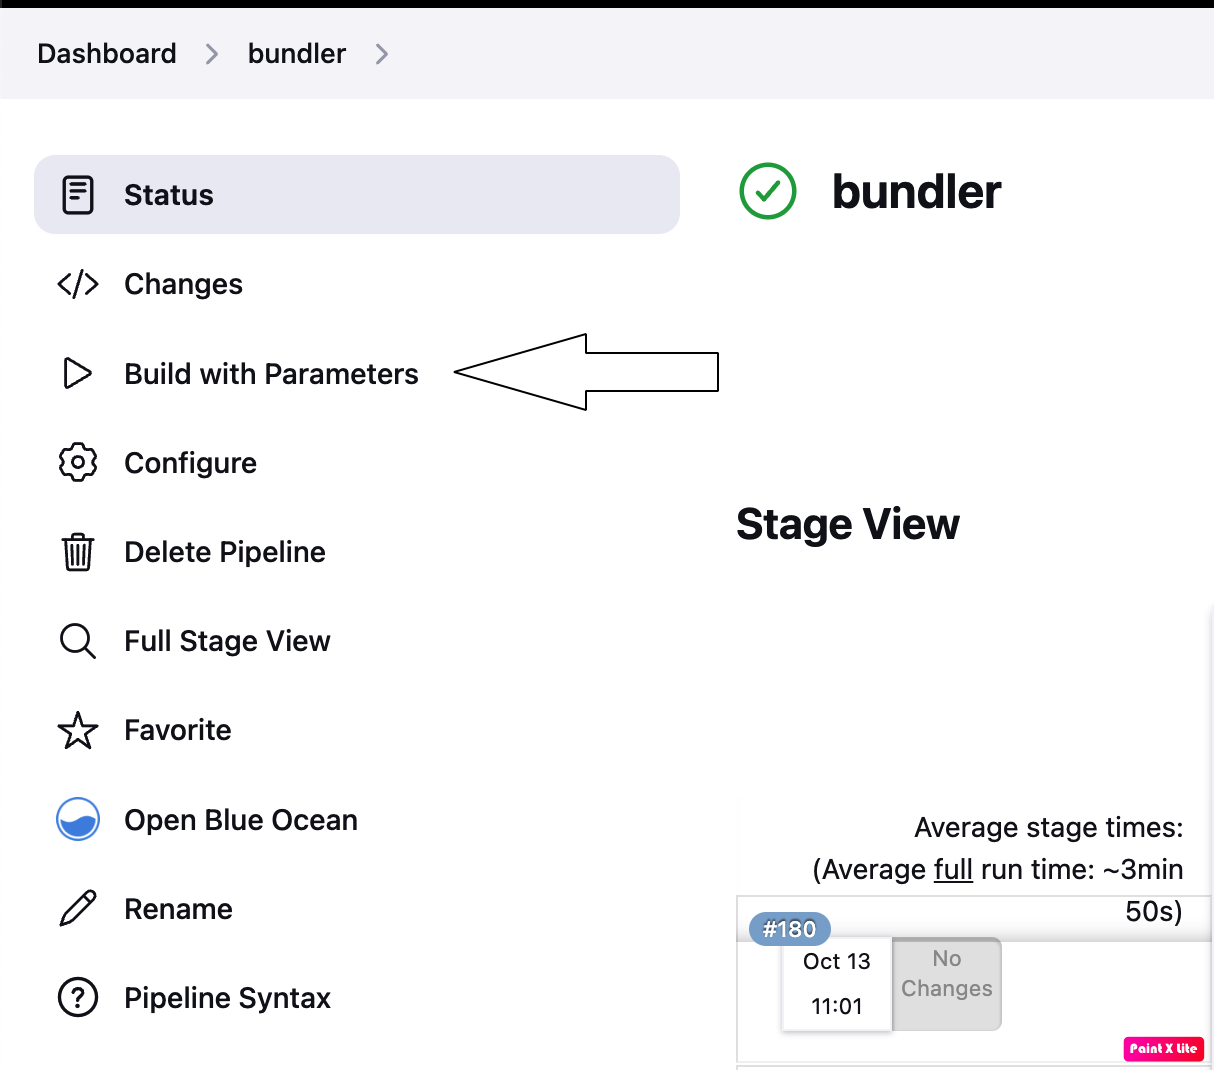 Dashboard > bundler >
Status
Changes
Build with Parameters
Configure
Delete Pipeline
Full Stage View
Favorite
Open Blue Ocean
Rename
Pipeline Syntax
bundler
Stage View
Average stage times:
(Average full run time: ~3min
50s)
#180
Oct 13
11:01
No
Changes
Paint X Lite